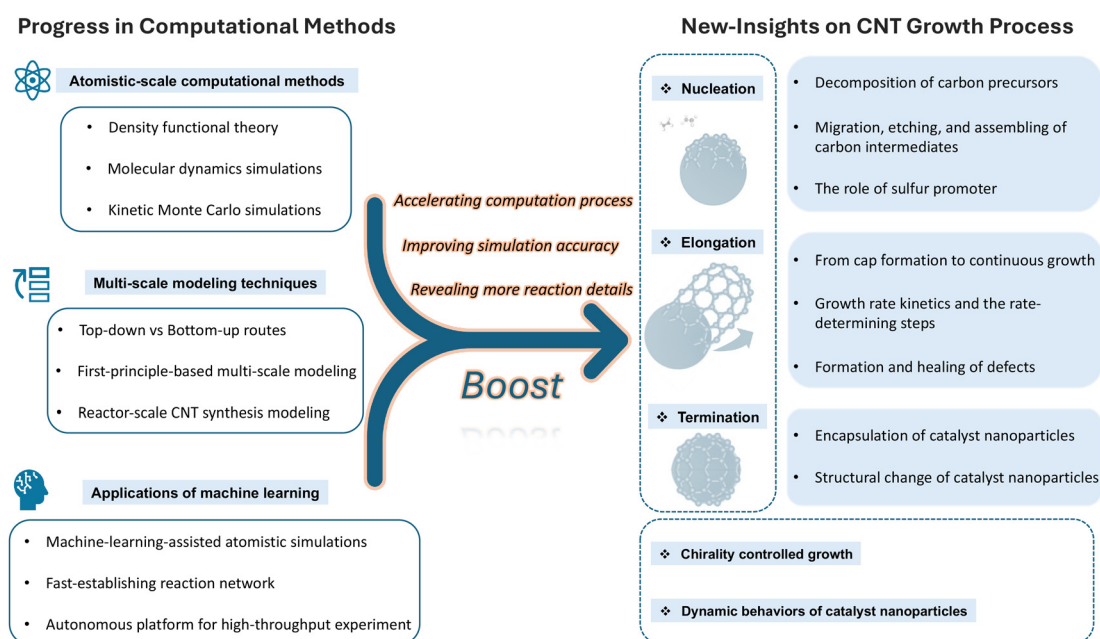 Progress in Computational Methods
Atomistic-scale computational methods
• Density functional theory
• Molecular dynamics simulations
• Kinetic Monte Carlo simulations
Multi-scale modeling techniques
• Top-down vs Bottom-up routes
• First-principle-based multi-scale modeling
• Reactor-scale CNT synthesis modeling
Applications of machine learning
• Machine-learning-assisted atomistic simulations
• Fast-establishing reaction network
• Autonomous platform for high-throughput experiment
Accelerating computation process
Improving simulation accuracy
Revealing more reaction details
Boost
New-Insights on CNT Growth Process
❖ Nucleation
• Decomposition of carbon precursors
• Migration, etching, and assembling of
carbon intermediates
• The role of sulfur promoter
❖ Elongation
• From cap formation to continuous growth
• Growth rate kinetics and the rate-
determining steps
• Formation and healing of defects
❖ Termination
• Encapsulation of catalyst nanoparticles
• Structural change of catalyst nanoparticles
❖ Chirality controlled growth
❖ Dynamic behaviors of catalyst nanoparticles